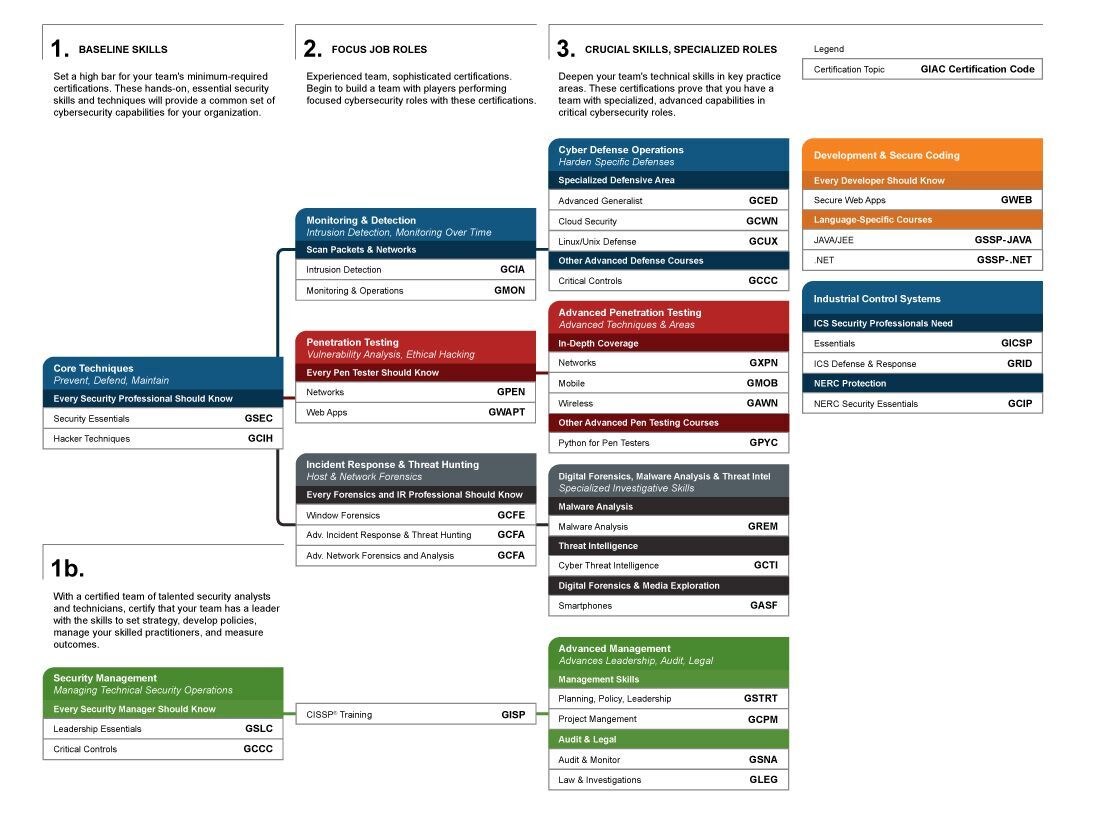 1. BASELINE SKILLS
Set a high bar for your team's minimum-required
certifications. These hands-on, essential security
skills and techniques will provide a common set of
cybersecurity capabilities for your organization.
2. FOCUS JOB ROLES
Experienced team, sophisticated certifications.
Begin to build a team with players performing
focused cybersecurity roles with these certifications.
3. CRUCIAL SKILLS, SPECIALIZED ROLES
Deepen your team's technical skills in key practice
areas. These certifications prove that you have a
team with specialized, advanced capabilities in
critical cybersecurity roles.
Legend
Certification Topic GIAC Certification Code
Core Techniques
Prevent, Defend, Maintain
Every Security Professional Should Know
Security Essentials GSEC
Hacker Techniques GCIH
Monitoring & Detection
Intrusion Detection, Monitoring Over Time
Scan Packets & Networks
Intrusion Detection GCIA
Monitoring & Operations GMON
Penetration Testing
Vulnerability Analysis, Ethical Hacking
Every Pen Tester Should Know
Networks GPEN
Web Apps GWAPT
Incident Response & Threat Hunting
Host & Network Forensics
Every Forensics and IR Professional Should Know
Window Forensics GCFE
Adv. Incident Response & Threat Hunting GCFA
Adv. Network Forensics and Analysis GCFA
Cyber Defense Operations
Harden Specific Defenses
Specialized Defensive Area
Advanced Generalist GCED
Cloud Security GCWN
Linux/Unix Defense GCUX
Other Advanced Defense Courses
Critical Controls GCCC
Advanced Penetration Testing
Advanced Techniques & Areas
In-Depth Coverage
Networks GXPN
Mobile GMOB
Wireless GAWN
Other Advanced Pen Testing Courses
Python for Pen Testers GPYC
Digital Forensics, Malware Analysis & Threat Intel
Specialized Investigative Skills
Malware Analysis
Malware Analysis GREM
Threat Intelligence
Cyber Threat Intelligence GCTI
Digital Forensics & Media Exploration
Smartphones GASF
Development & Secure Coding
Every Developer Should Know
Secure Web Apps GWEB
Language-Specific Courses
JAVA/JEE GSSP-JAVA
.NET GSSP-.NET
Industrial Control Systems
ICS Security Professionals Need
Essentials GICSP
ICS Defense & Response GRID
NERC Protection
NERC Security Essentials GCIP
1b.
With a certified team of talented security analysts
and technicians, certify that your team has a leader
with the skills to set strategy, develop policies,
manage your skilled practitioners, and measure
outcomes.
Security Management
Managing Technical Security Operations
Every Security Manager Should Know
Leadership Essentials GSLC
Critical Controls GCCC
CISSP® Training GISP
Advanced Management
Advances Leadership, Audit, Legal
Management Skills
Planning, Policy, Leadership GSTRT
Project Mangement GCPM
Audit & Legal
Audit & Monitor GSNA
Law & Investigations GLEG